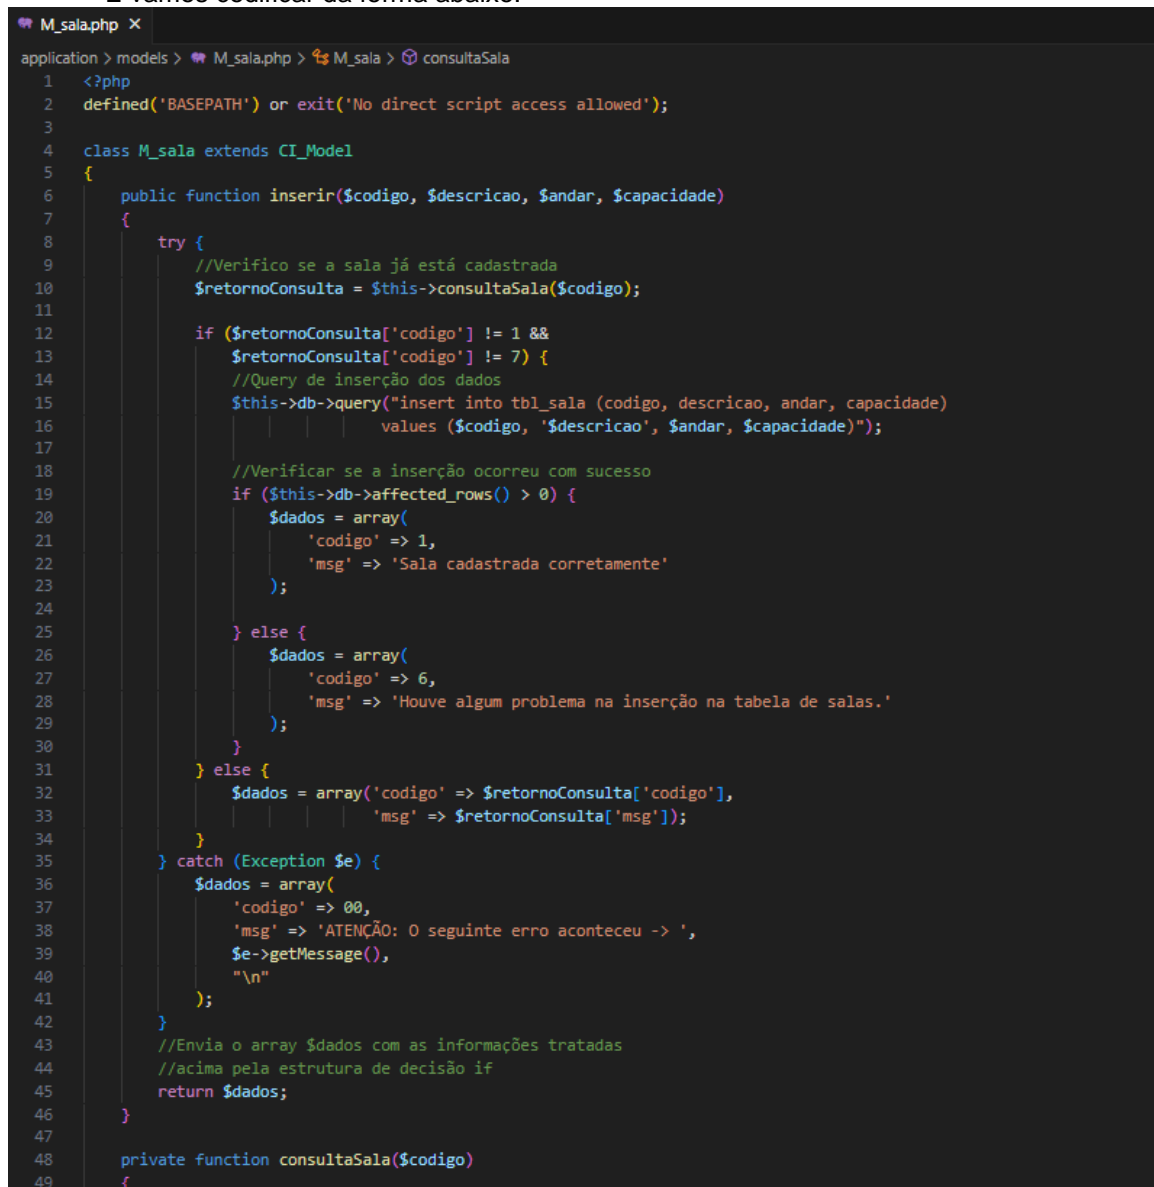 E vamos codificar da forma abaixo:
M_sala.php X
application > models > M_sala.php > M_sala > consultaSala
1 <?php
2 defined('BASEPATH') or exit('No direct script access allowed');
3
4 class M_sala extends CI_Model
5 {
6 public function inserir($codigo, $descricao, $andar, $capacidade)
7 {
8 try {
9 //Verifico se a sala já está cadastrada
10 $retornoConsulta = $this->consultaSala($codigo);
11
12 if ($retornoConsulta['codigo'] != 1 &&
13 $retornoConsulta['codigo'] != 7) {
14 //Query de inserção dos dados
15 $this->db->query("insert into tbl_sala (codigo, descricao, andar, capacidade)
16 values ($codigo, '$descricao', $andar, $capacidade)");
17
18 //Verificar se a inserção ocorreu com sucesso
19 if ($this->db->affected_rows() > 0) {
20 $dados = array(
21 'codigo' => 1,
22 'msg' => 'Sala cadastrada corretamente'
23 );
24
25 } else {
26 $dados = array(
27 'codigo' => 6,
28 'msg' => 'Houve algum problema na inserção na tabela de salas.'
29 );
30 }
31 } else {
32 $dados = array('codigo' => $retornoConsulta['codigo'],
33 'msg' => $retornoConsulta['msg']);
34 }
35 } catch (Exception $e) {
36 $dados = array(
37 'codigo' => 00,
38 'msg' => 'ATENÇÃO: O seguinte erro aconteceu -> ',
39 $e->getMessage(),
40 "\n"
41 );
42 }
43 //Envia o array $dados com as informações tratadas
44 //acima pela estrutura de decisão if
45 return $dados;
46 }
47
48 private function consultaSala($codigo)
49 {